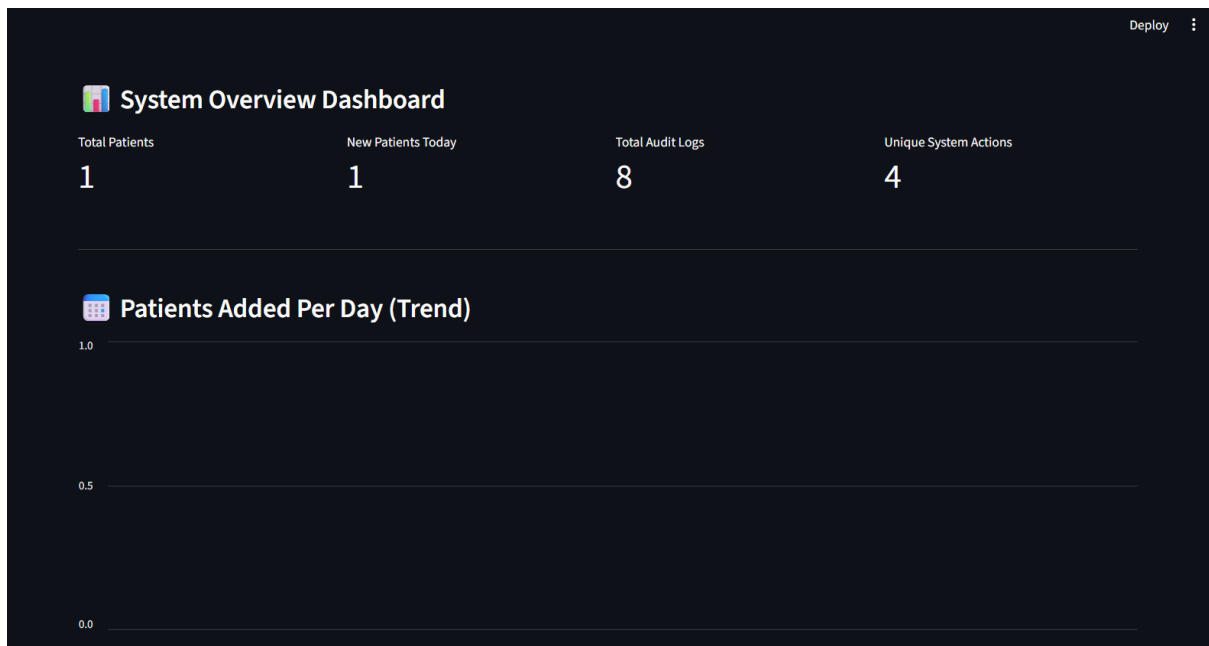 Deploy
System Overview Dashboard
Total Patients
1
New Patients Today
1
Total Audit Logs
8
Unique System Actions
4
Patients Added Per Day (Trend)
1.0
0.5
0.0